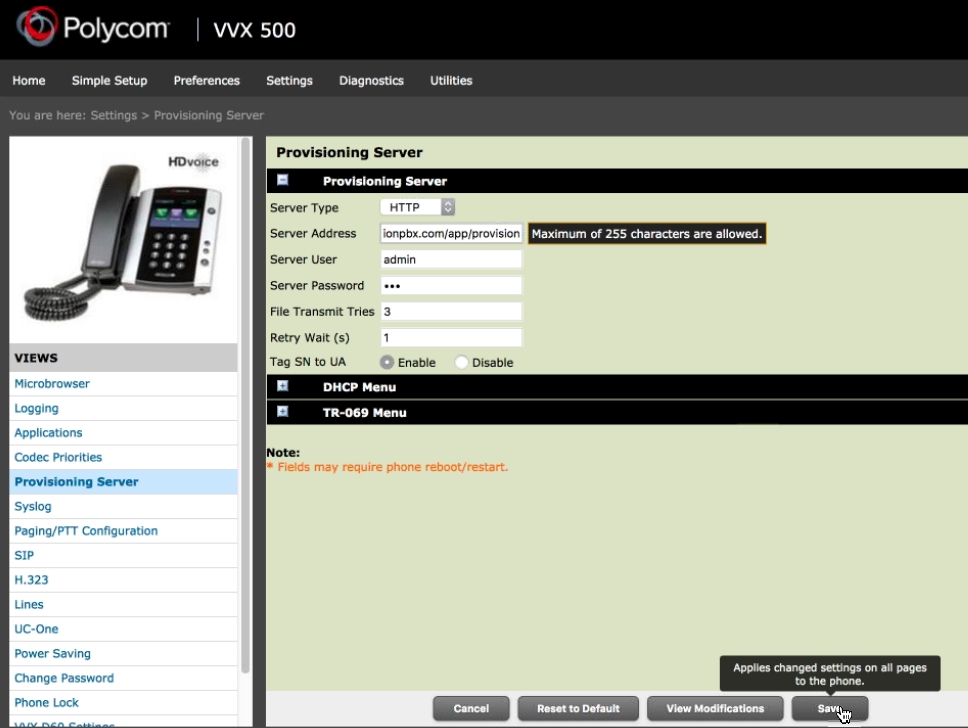 Polycom | VVX 500
Home Simple Setup Preferences Settings Diagnostics Utilities
You are here: Settings > Provisioning Server
HDvoice
VIEWS
Microbrowser
Logging
Applications
Codec Priorities
Provisioning Server
Syslog
Paging/PTT Configuration
SIP
H.323
Lines
UC-One
Power Saving
Change Password
Phone Lock
VVX D60 Settings
Provisioning Server
Provisioning Server
Server Type HTTP
Server Address ionpbx.com/app/provision Maximum of 255 characters are allowed.
Server User admin
Server Password •••
File Transmit Tries 3
Retry Wait (s) 1
Tag SN to UA Enable Disable
DHCP Menu
TR-069 Menu
Note:
* Fields may require phone reboot/restart.
Applies changed settings on all pages
to the phone.
Cancel Reset to Default View Modifications Save